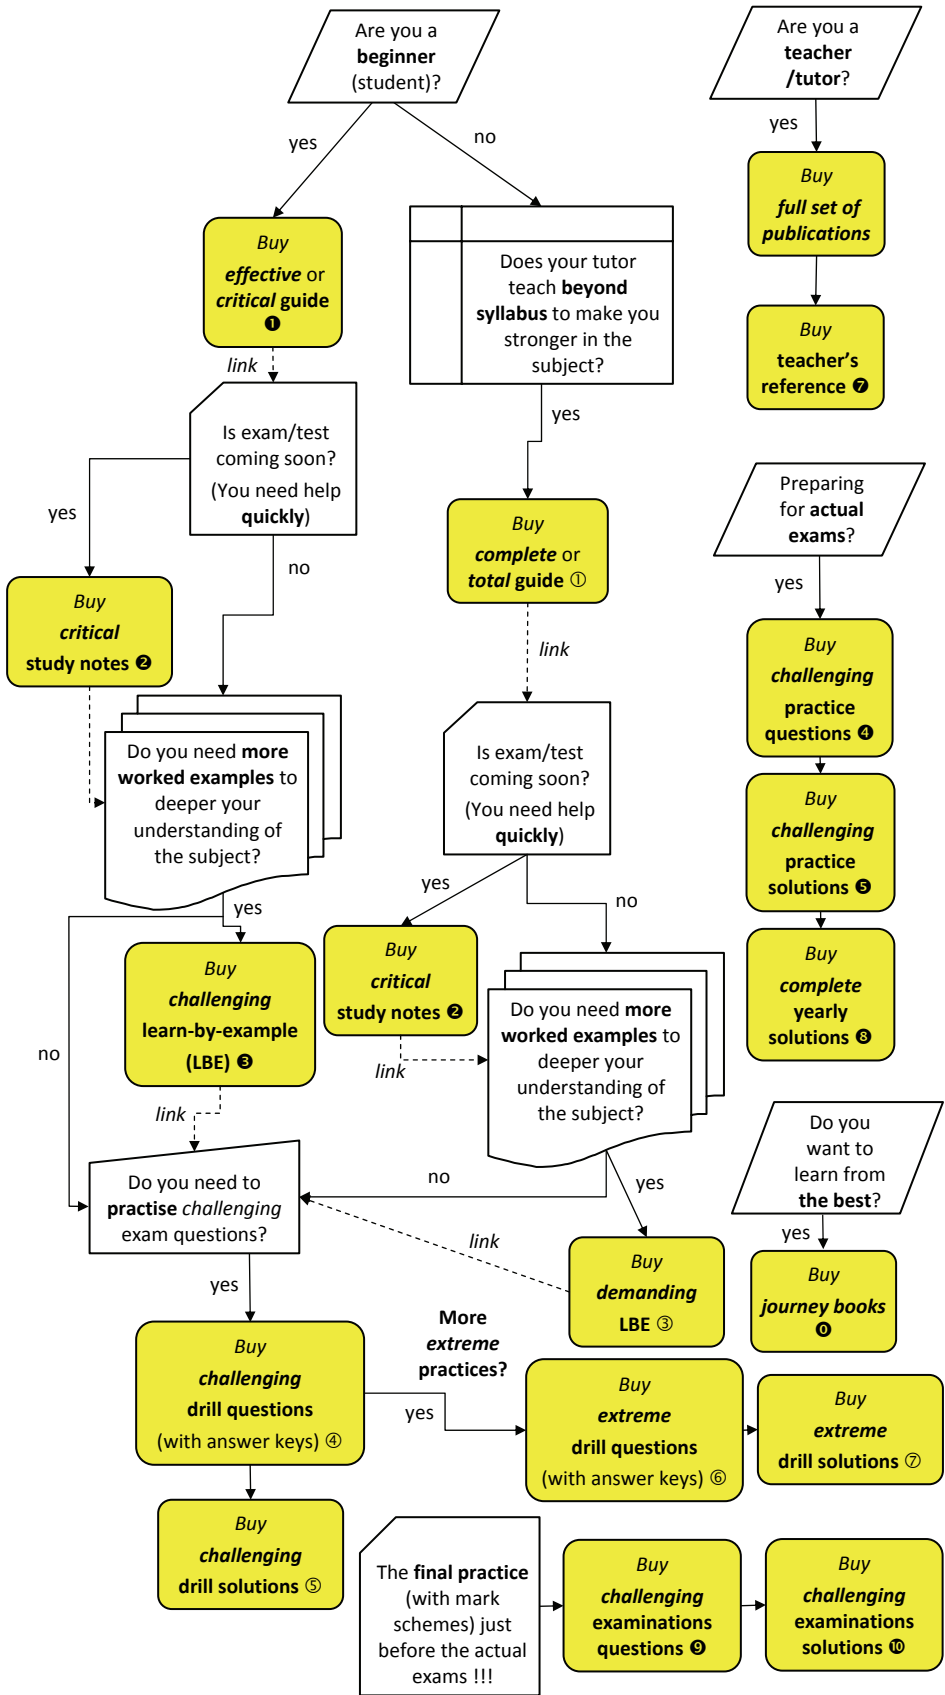 Are you a
beginner
(student)?
yes
no
Buy
effective or
critical guide
❶
link
Is exam/test
coming soon?
(You need help
quickly)
yes
no
Buy
critical
study notes ❷
Do you need more
worked examples to
deeper your
understanding of
the subject?
yes
no
Buy
challenging
learn-by-example
(LBE) ❸
link
Does your tutor
teach beyond
syllabus to make you
stronger in the
subject?
yes
Buy
complete or
total guide ①
link
Is exam/test
coming soon?
(You need help
quickly)
yes
no
Buy
critical
study notes ❷
link
Do you need more
worked examples to
deeper your
understanding of
the subject?
no
yes
Buy
demanding
LBE ③
link
Do you need to
practise challenging
exam questions?
yes
Buy
challenging
drill questions
(with answer keys) ④
Buy
challenging
drill solutions ⑤
More
extreme
practices?
yes
Buy
extreme
drill questions
(with answer keys) ⑥
Buy
extreme
drill solutions ⑦
The final practice
(with mark
schemes) just
before the actual
exams !!!
Buy
challenging
examinations
questions ❾
Buy
challenging
examinations
solutions ❿
Are you a
teacher
/tutor?
yes
Buy
full set of
publications
Buy
teacher's
reference ❼
Preparing
for actual
exams?
yes
Buy
challenging
practice
questions ❹
Buy
challenging
practice
solutions ❺
Buy
complete
yearly
solutions ❽
Do you
want to
learn from
the best?
yes
Buy
journey books
⓿